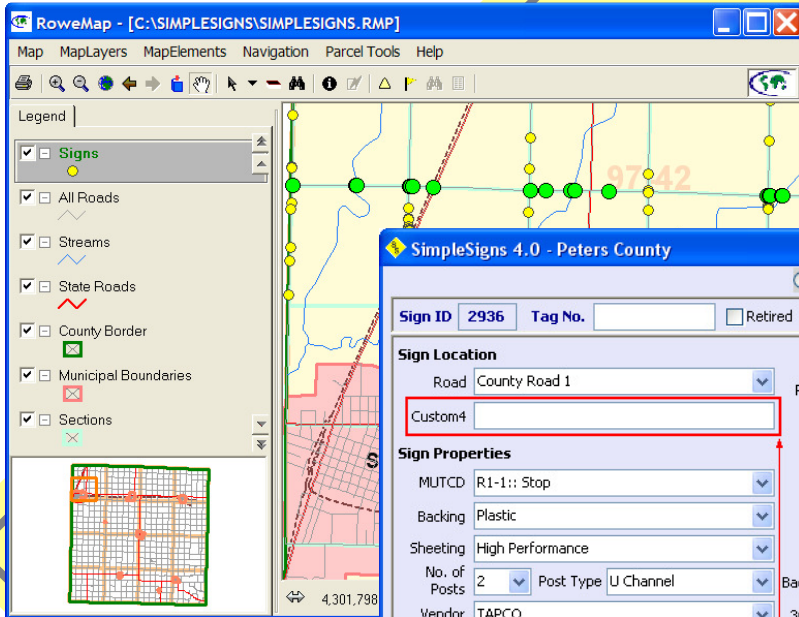 RoweMap - [C:\SIMPLESIGNS\SIMPLESIGNS.RMP]
Map MapLayers MapElements Navigation Parcel Tools Help
Legend
Signs
All Roads
Streams
State Roads
County Border
Municipal Boundaries
Sections
97-42
S
4,301,798
SimpleSigns 4.0 - Peters County
Sign ID 2936 Tag No. Retired
Sign Location
Road County Road 1
Custom4
Sign Properties
MUTCD R1-1:: Stop
Backing Plastic
Sheeting High Performance
No. of Posts 2 Post Type U Channel
Vendor TAPCO